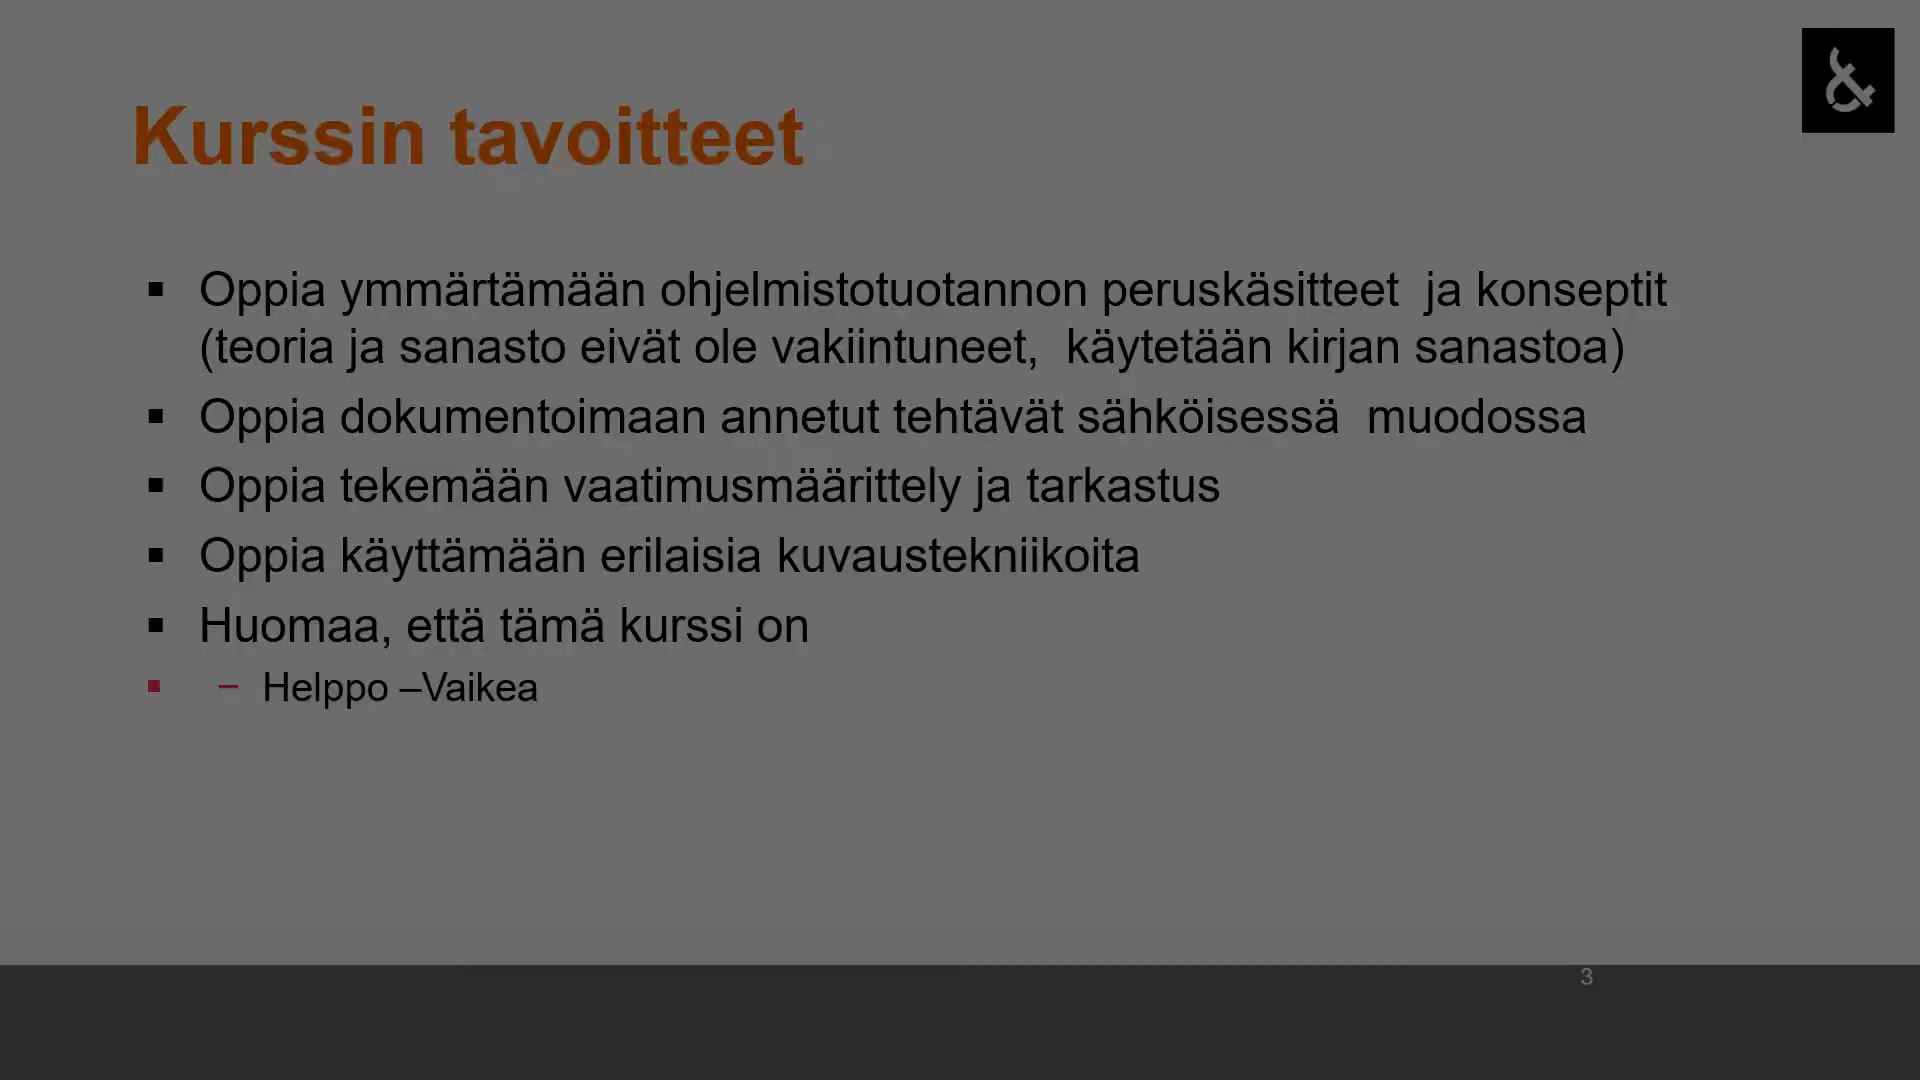 &
Kurssin tavoitteet
▪ Oppia ymmärtämään ohjelmistotuotannon peruskäsitteet ja konseptit
(teoria ja sanasto eivät ole vakiintuneet, käytetään kirjan sanastoa)
▪ Oppia dokumentoimaan annetut tehtävät sähköisessä muodossa
▪ Oppia tekemään vaatimusmäärittely ja tarkastus
▪ Oppia käyttämään erilaisia kuvaustekniikoita
▪ Huomaa, että tämä kurssi on
▪ – Helppo –Vaikea
3